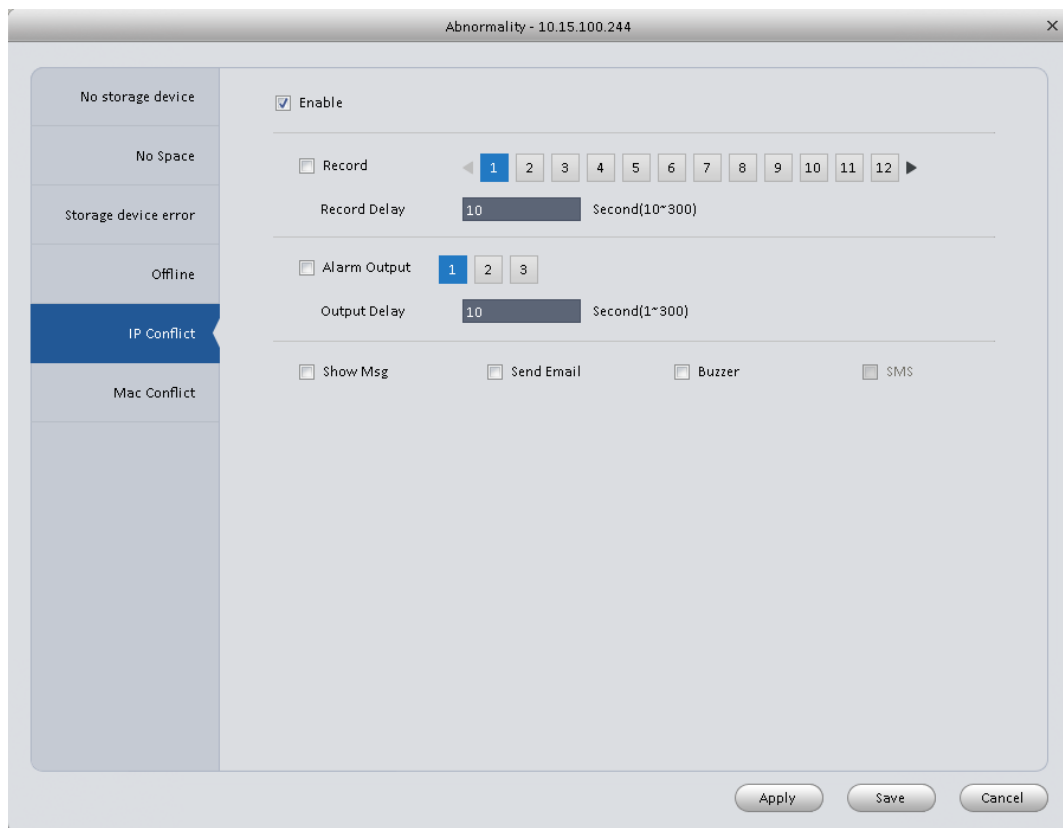 Abnormality - 10.15.100.244
No storage device
No Space
Storage device error
Offline
IP Conflict
Mac Conflict
Enable
Record 1 2 3 4 5 6 7 8 9 10 11 12
Record Delay 10 Second(10~300)
Alarm Output 1 2 3
Output Delay 10 Second(1~300)
Show Msg Send Email Buzzer SMS
Apply Save Cancel